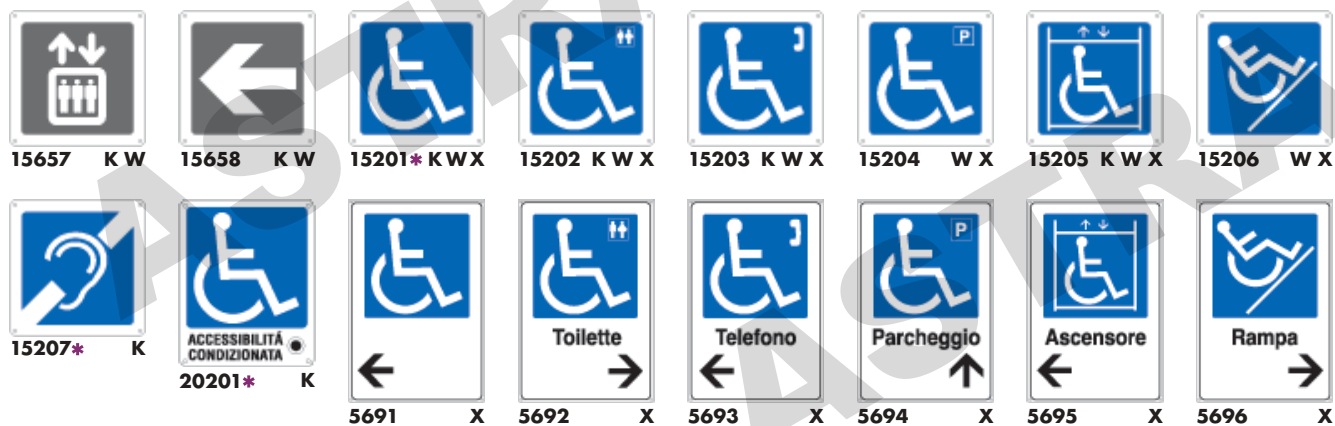 15657 K W
15658 K W
15201* K W X
15202 K W X
15203 K W X
P
15204 W X
15205 K W X
15206 W X
15207* K
ACCESSIBILITÁ
CONDIZIONATA
20201* K
5691 X
Toilette
5692 X
Telefono
5693 X
P
Parcheggio
5694 X
Ascensore
5695 X
Rampa
5696 X
ASTRA
ASTRA